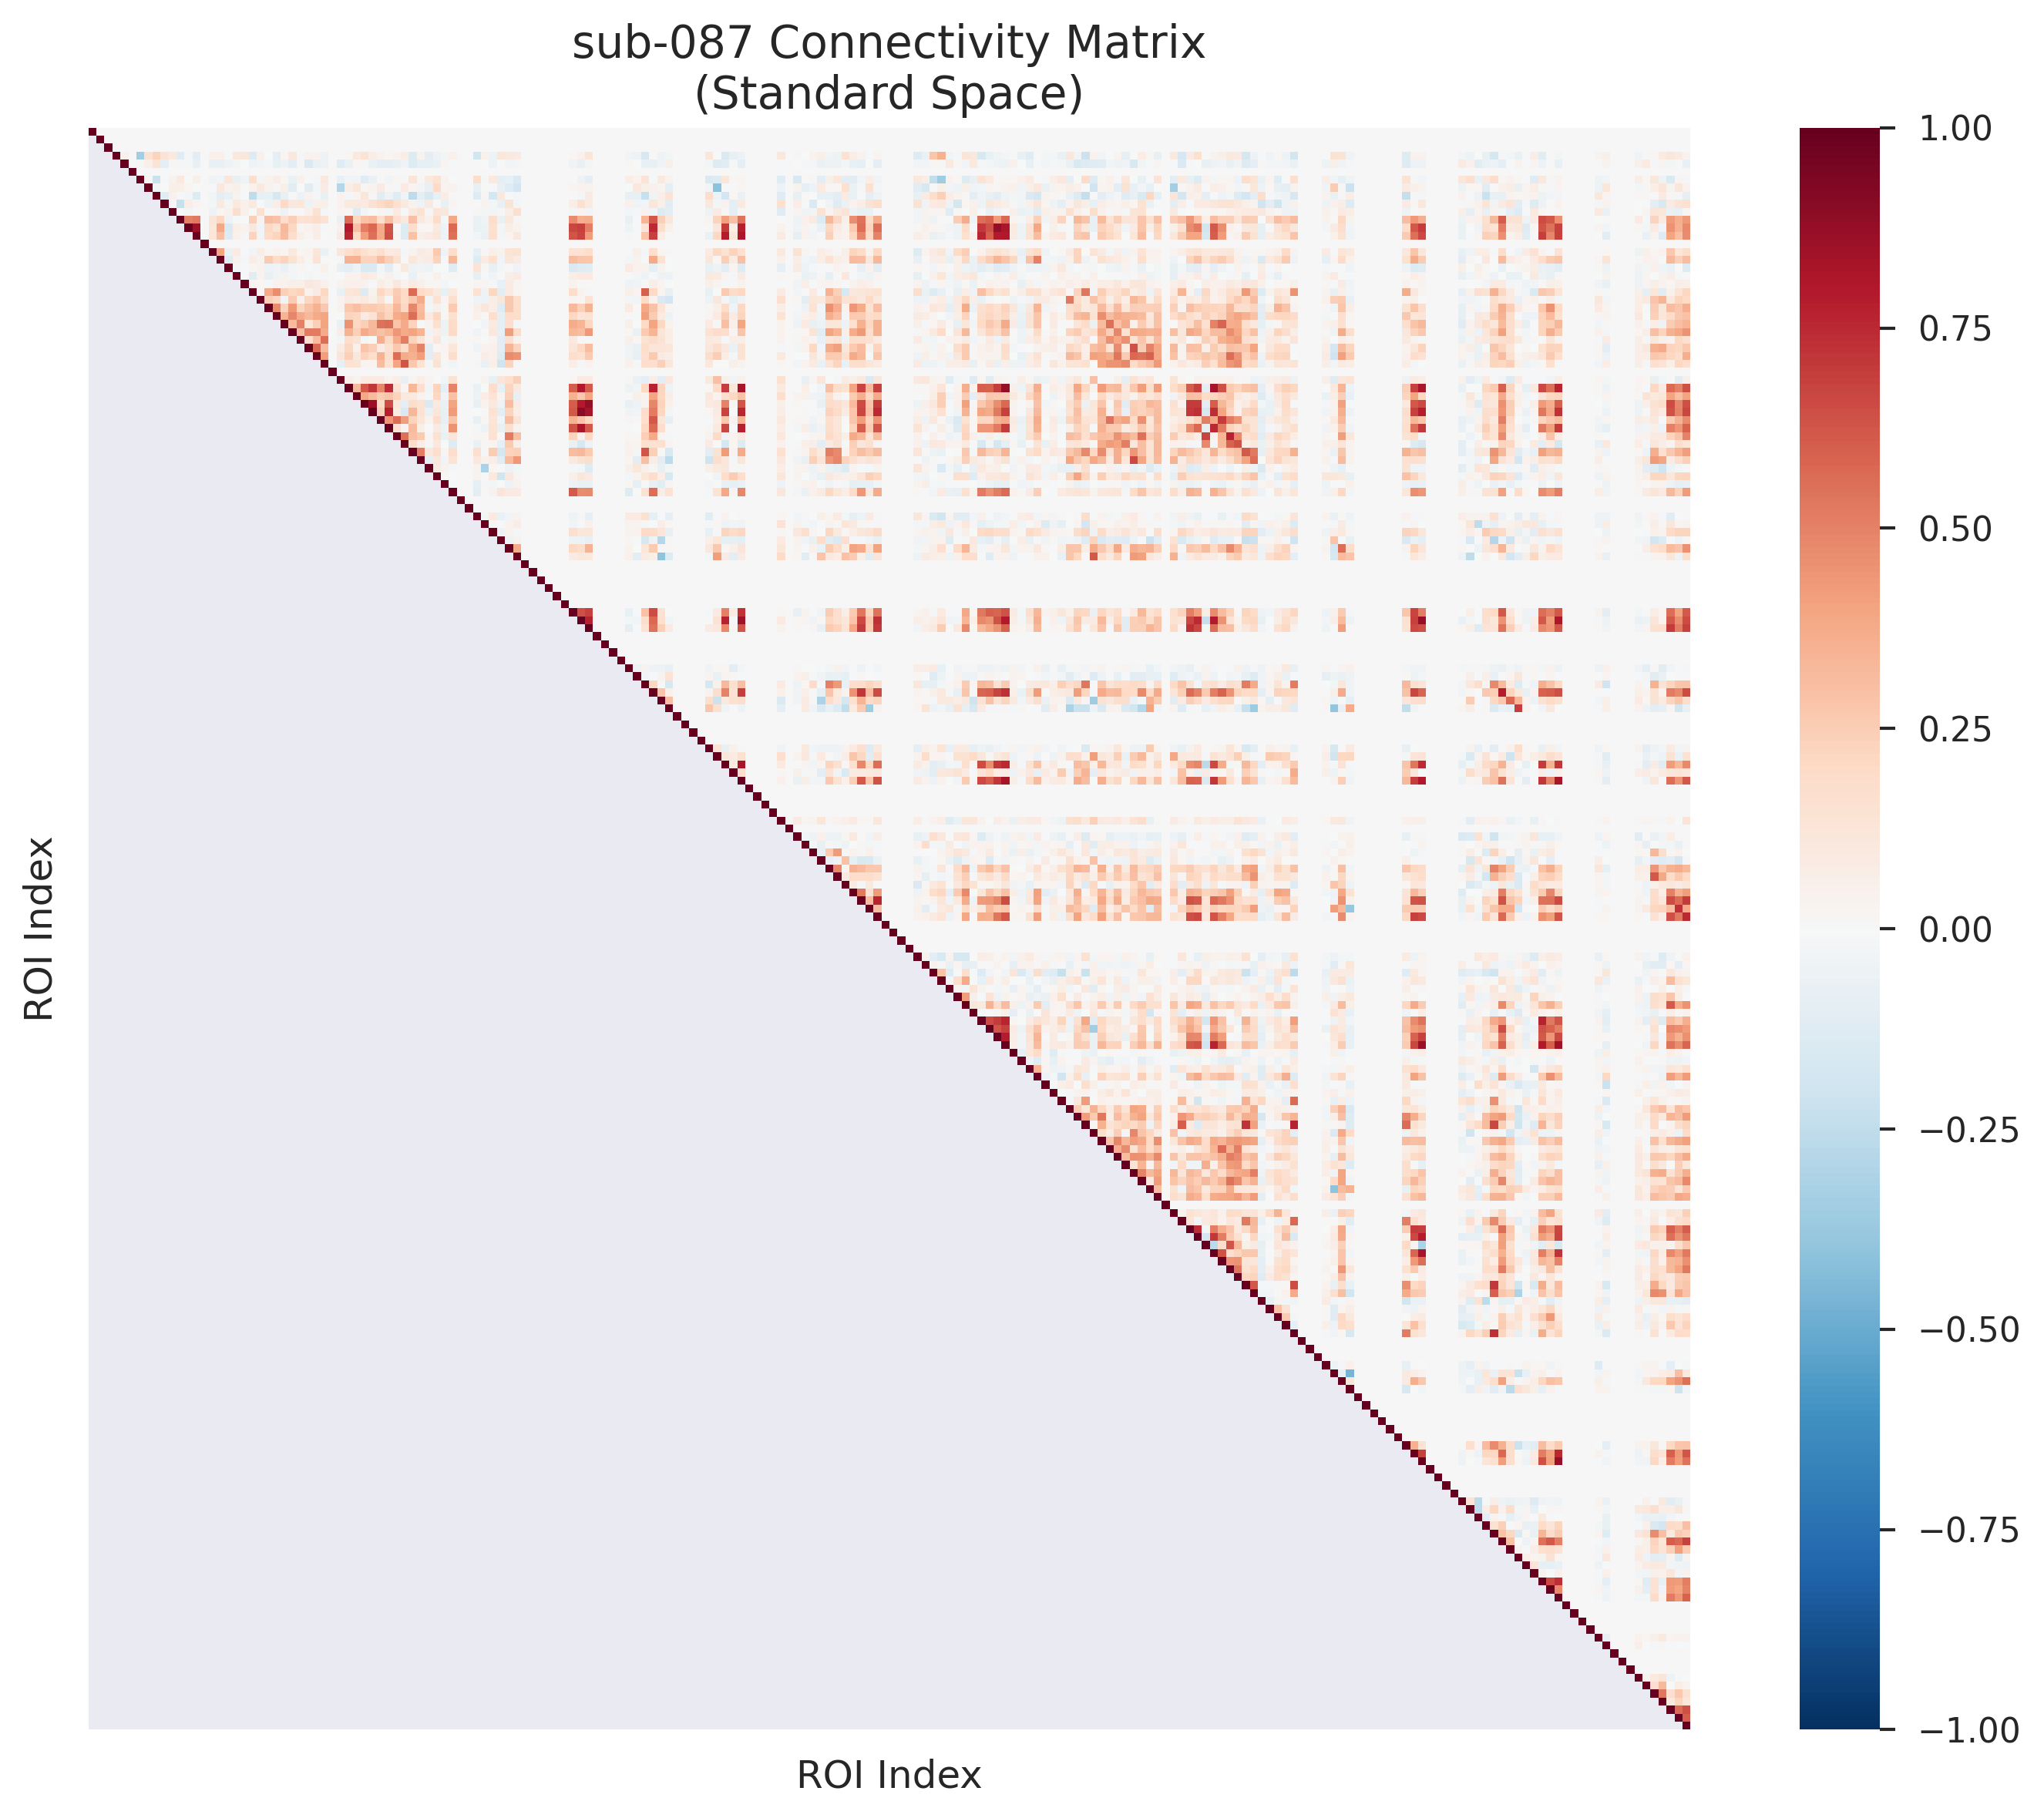 sub-087 Connectivity Matrix
(Standard Space)
ROI Index
ROI Index
1.00
0.75
0.50
0.25
0.00
−0.25
−0.50
−0.75
−1.00